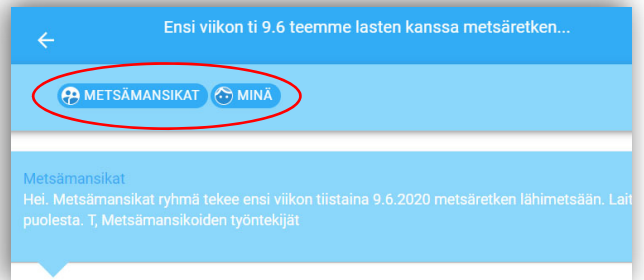 Ensi viikon ti 9.6 teemme lasten kanssa metsäretken...
METSÄMANSIKAT MINÄ
Metsämansikat
Hei. Metsämansikat ryhmä tekee ensi viikon tiistaina 9.6.2020 metsäretken lähimetsään. Lait
puolesta. T, Metsämansikoiden työntekijät